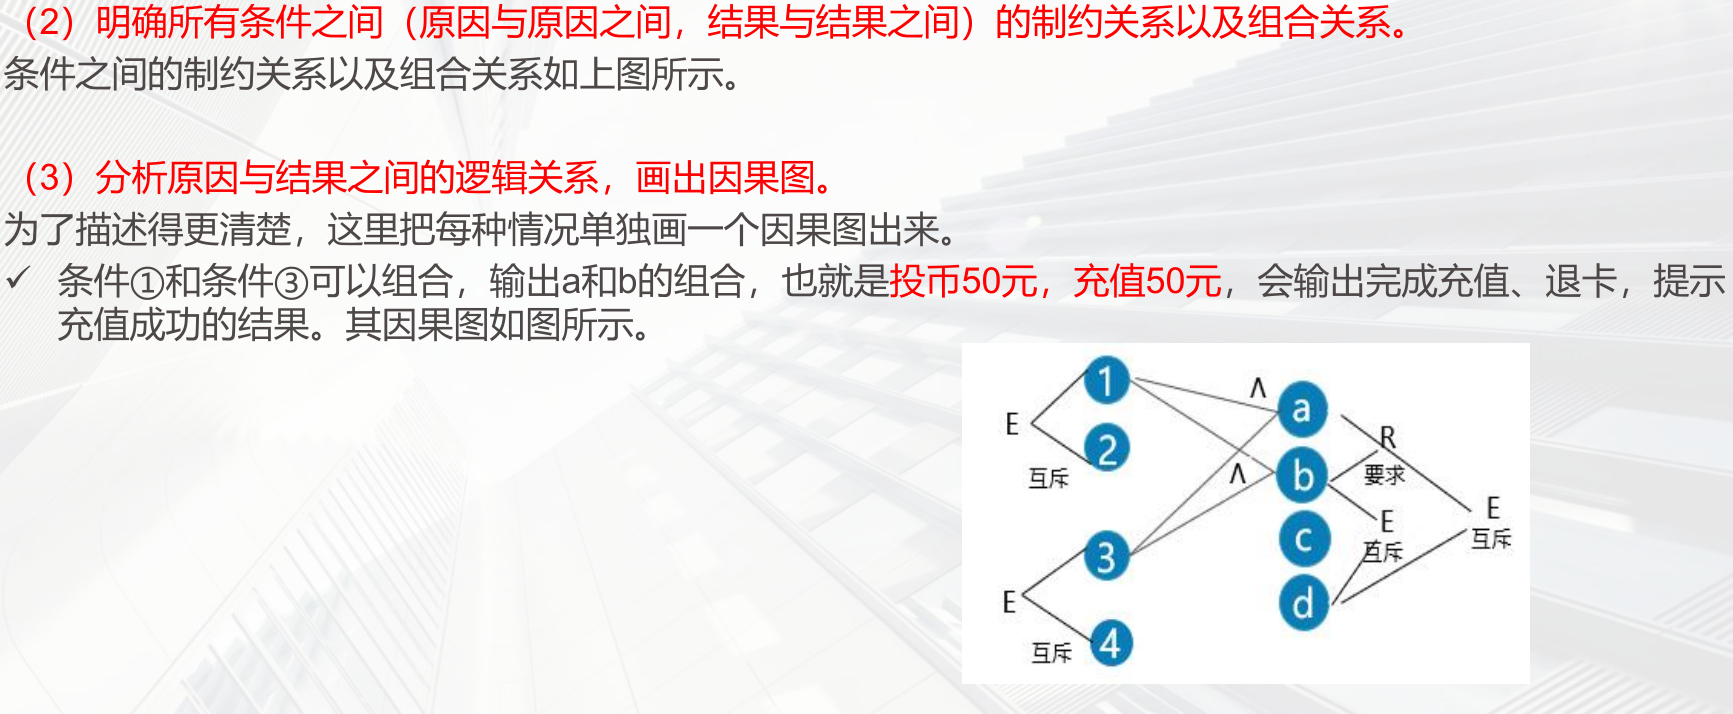 （2）明确所有条件之间（原因与原因之间，结果与结果之间）的制约关系以及组合关系。
条件之间的制约关系以及组合关系如上图所示。
（3）分析原因与结果之间的逻辑关系，画出因果图。
为了描述得更清楚，这里把每种情况单独画一个因果图出来。
✓ 条件①和条件③可以组合，输出a和b的组合，也就是投币50元，充值50元，会输出完成充值、退卡，提示
充值成功的结果。其因果图如图所示。
1
Λ
a
E
R
2
互斥
Λ
b
要求
E
E
3
c
互斥
互斥
E
d
互斥
4